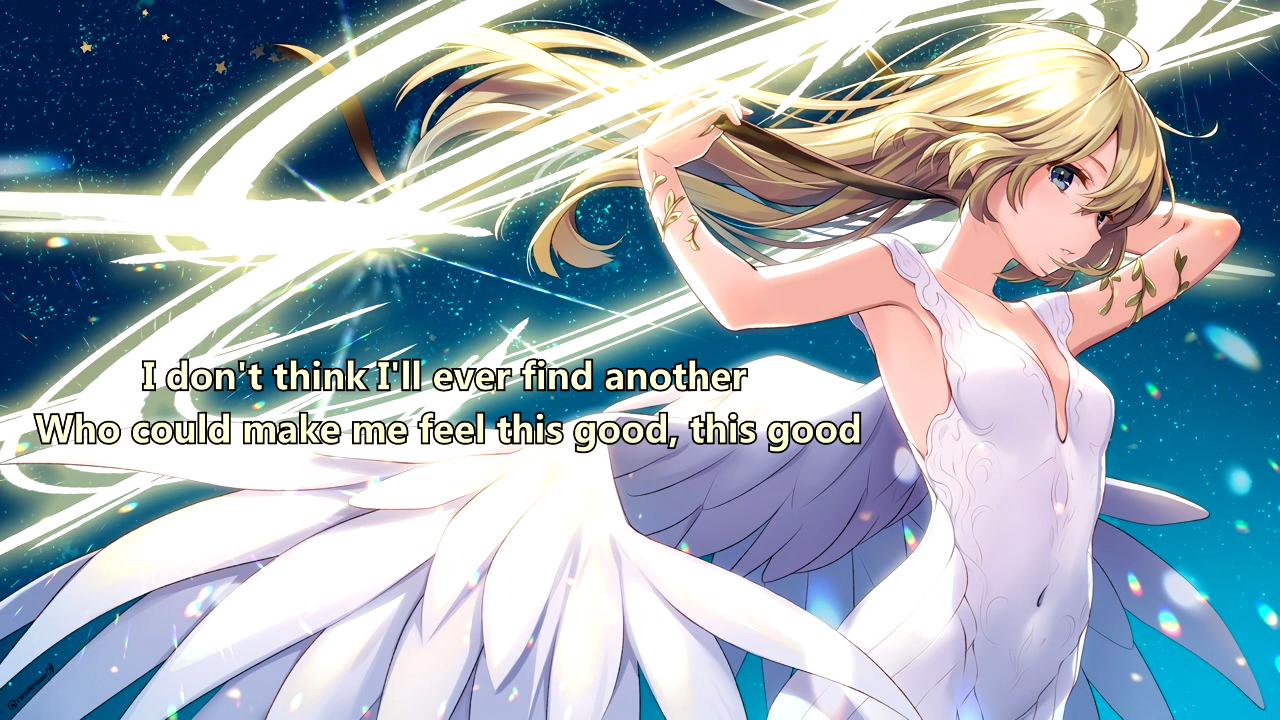 I don't think I'll ever find another
Who could make me feel this good, this good